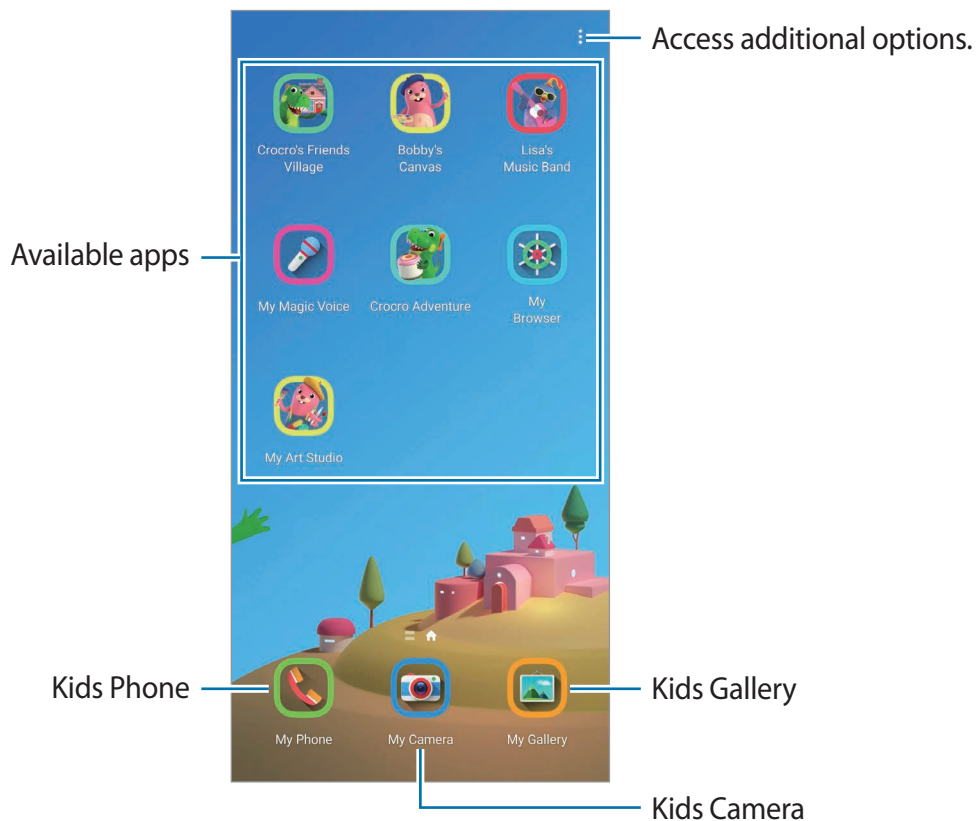 Access additional options.
Crocro's Friends
Village
Bobby's
Canvas
Lisa's
Music Band
Available apps
My Magic Voice
Crocro Adventure
My
Browser
My Art Studio
Kids Phone
Kids Gallery
My Phone
My Camera
My Gallery
Kids Camera